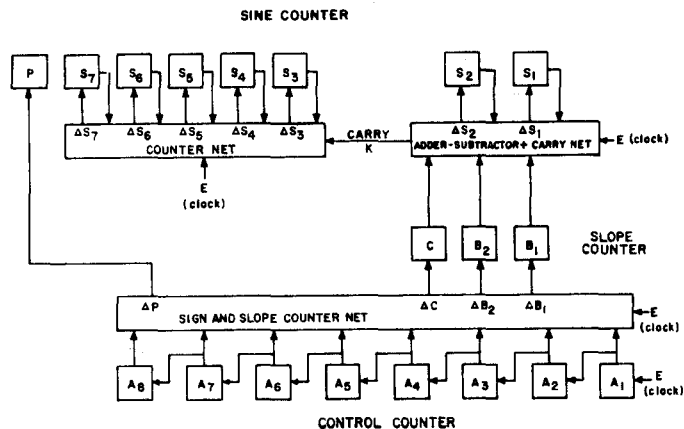 SINE COUNTER
P S7 S6 S5 S4 S3 S2 S1
ΔS7 ΔS6 ΔS5 ΔS4 ΔS3
COUNTER NET
CARRY
K
ΔS2 ΔS1
ADDER-SUBTRACTOR+ CARRY NET
E (clock)
E
(clock)
C B2 B1
SLOPE
COUNTER
ΔP ΔC ΔB2 ΔB1
SIGN AND SLOPE COUNTER NET
E
(clock)
A8 A7 A6 A5 A4 A3 A2 A1
E
(clock)
CONTROL COUNTER